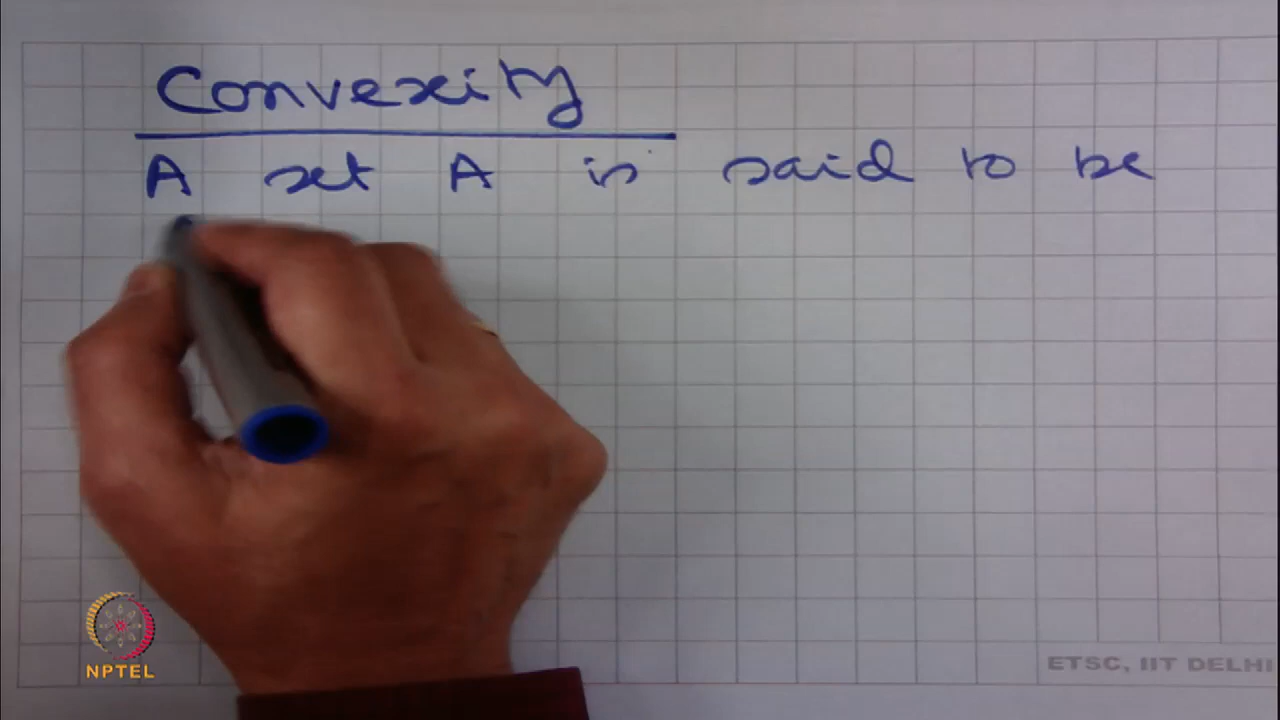 Convexity
A set A is said to be
NPTEL
ETSC, IIT DELHI